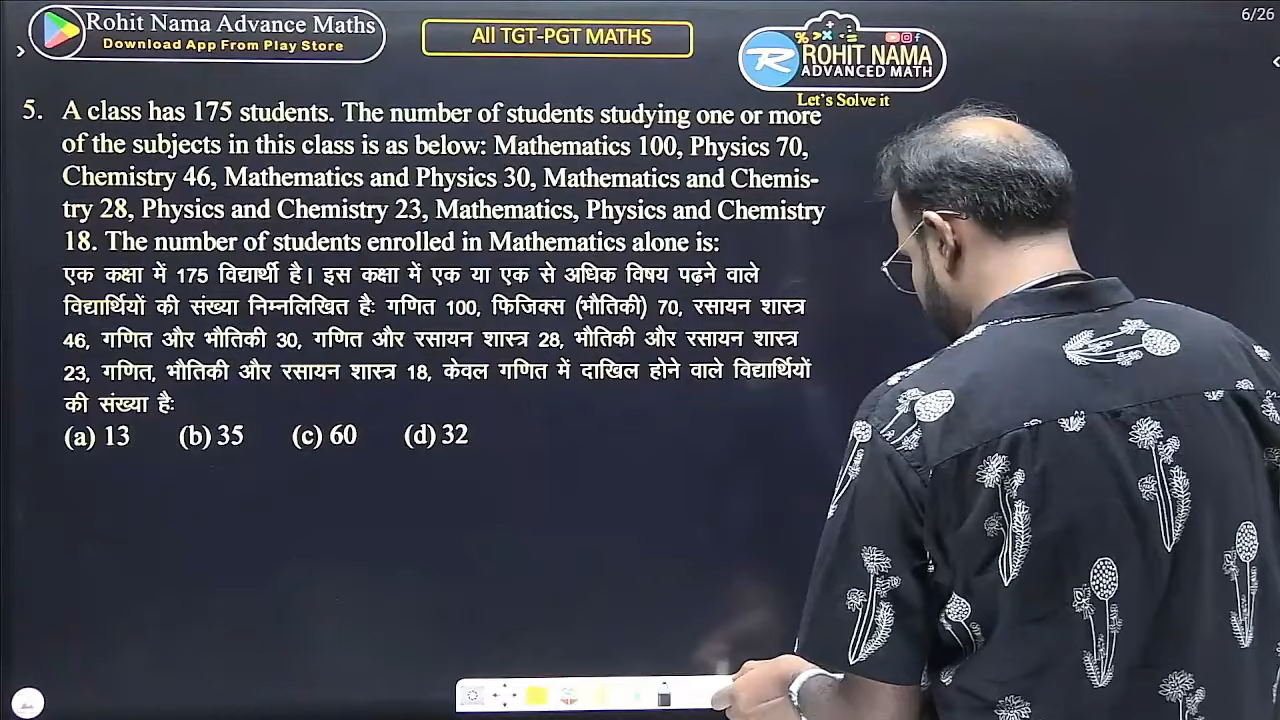 6/26
Rohit Nama Advance Maths
Download App From Play Store
All TGT-PGT MATHS
ROHIT NAMA
ADVANCED MATH
Let's Solve it
5. A class has 175 students. The number of students studying one or more
of the subjects in this class is as below: Mathematics 100, Physics 70,
Chemistry 46, Mathematics and Physics 30, Mathematics and Chemis-
try 28, Physics and Chemistry 23, Mathematics, Physics and Chemistry
18. The number of students enrolled in Mathematics alone is:
एक कक्षा में 175 विद्यार्थी है। इस कक्षा में एक या एक से अधिक विषय पढ़ने वाले
विद्यार्थियों की संख्या निम्नलिखित हैः गणित 100, फिजिक्स (भौतिकी) 70, रसायन शास्त्र
46, गणित और भौतिकी 30, गणित और रसायन शास्त्र 28, भौतिकी और रसायन शास्त्र
23, गणित, भौतिकी और रसायन शास्त्र 18, केवल गणित में दाखिल होने वाले विद्यार्थियों
की संख्या हैः
(a) 13 (b) 35 (c) 60 (d) 32